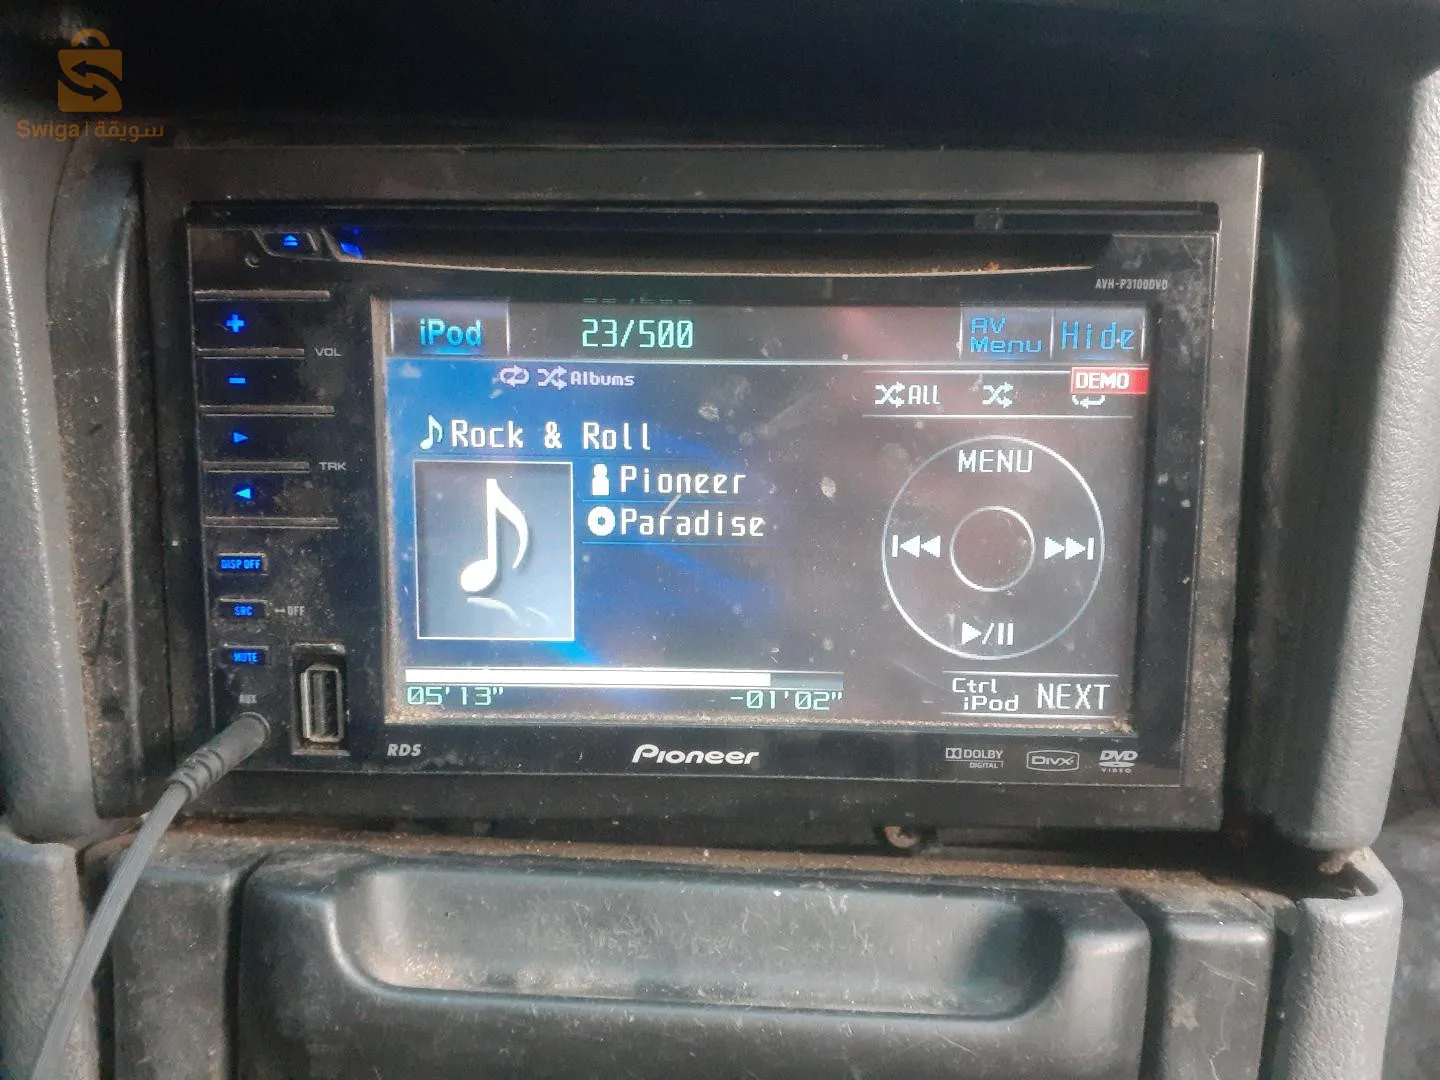 Swiga | سويقة
AVH-P3100DVD
iPod 23/500 AV Menu Hide
Albums
ALL
DEMO
Rock & Roll
Pioneer
Paradise
MENU
05'13" -01'02"
Ctrl iPod NEXT
VOL
TRK
DISP OFF
SRC OFF
MUTE
AUX
RDS Pioneer DOLBY DIGITAL DivX DVD VIDEO